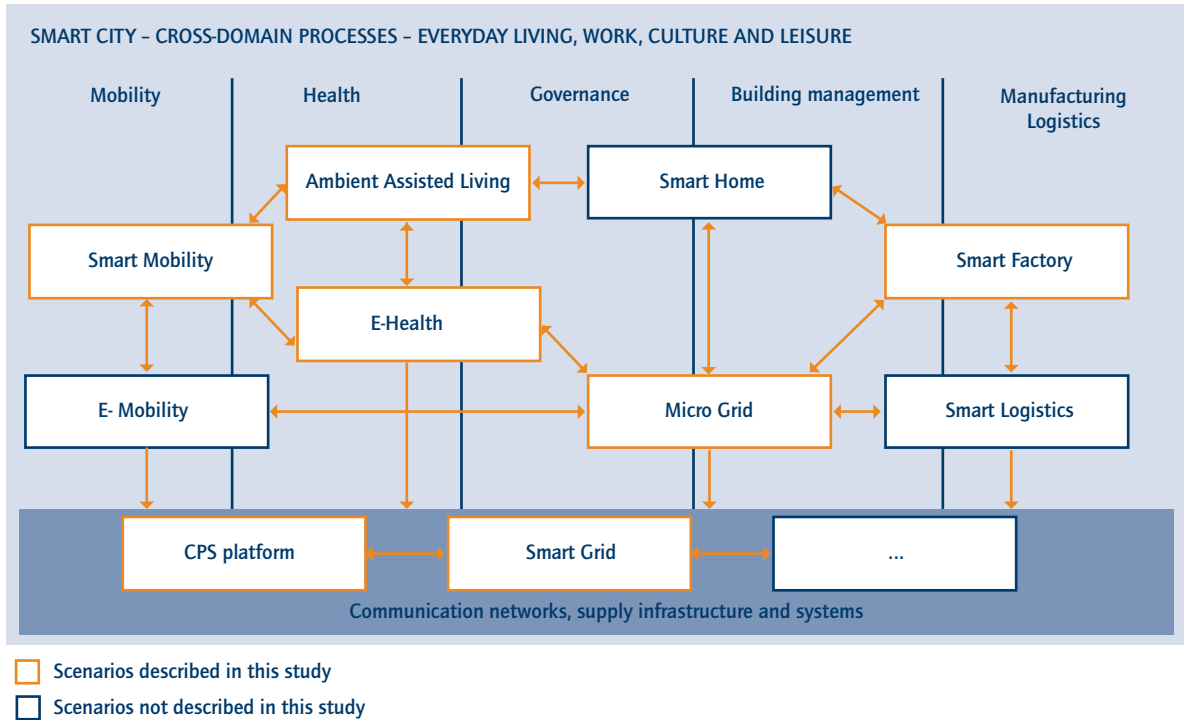 SMART CITY – CROSS-DOMAIN PROCESSES – EVERYDAY LIVING, WORK, CULTURE AND LEISURE
Mobility
Health
Governance
Building management
Manufacturing
Logistics
Ambient Assisted Living
Smart Home
Smart Mobility
Smart Factory
E-Health
E- Mobility
Micro Grid
Smart Logistics
CPS platform
Smart Grid
...
Communication networks, supply infrastructure and systems
Scenarios described in this study
Scenarios not described in this study